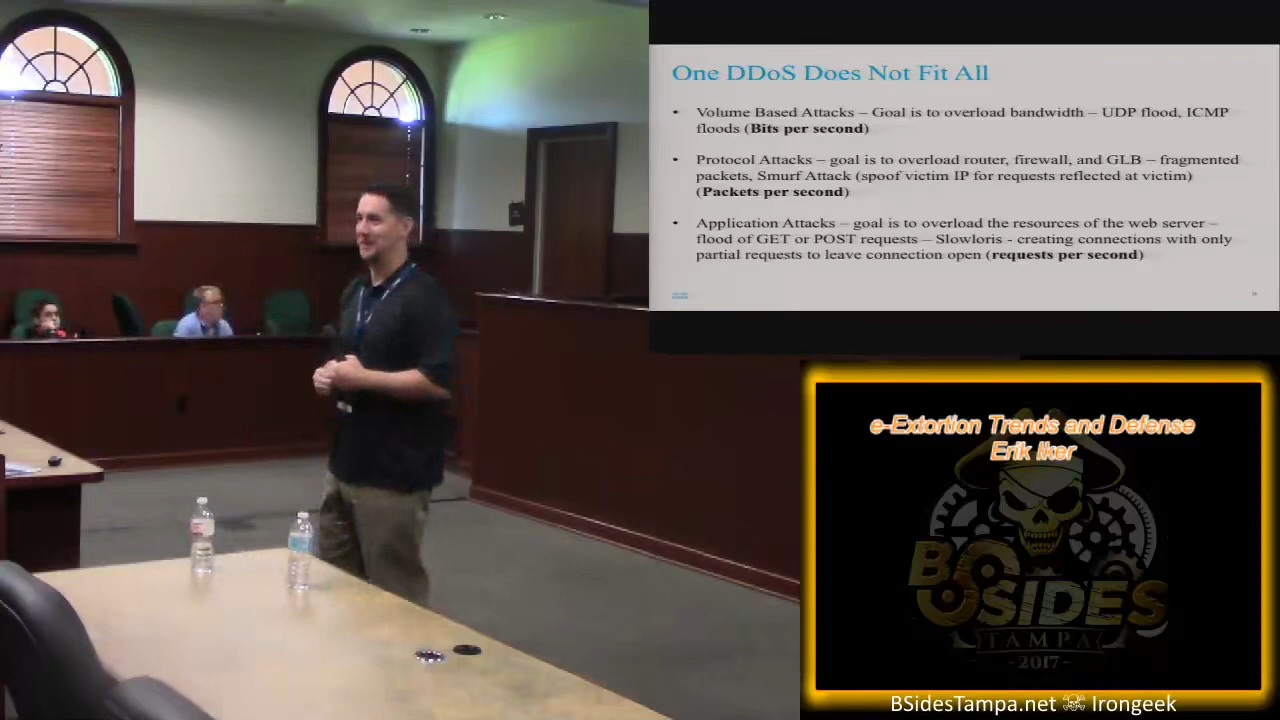 One DDoS Does Not Fit All
• Volume Based Attacks – Goal is to overload bandwidth – UDP flood, ICMP
floods (Bits per second)
• Protocol Attacks – goal is to overload router, firewall, and GLB – fragmented
packets, Smurf Attack (spoof victim IP for requests reflected at victim)
(Packets per second)
• Application Attacks – goal is to overload the resources of the web server –
flood of GET or POST requests – Slowloris - creating connections with only
partial requests to leave connection open (requests per second)
e-Extortion Trends and Defense
Erik Iker
BSIDES
TAMPA
-2017-
BSidesTampa.net ☠ Irongeek